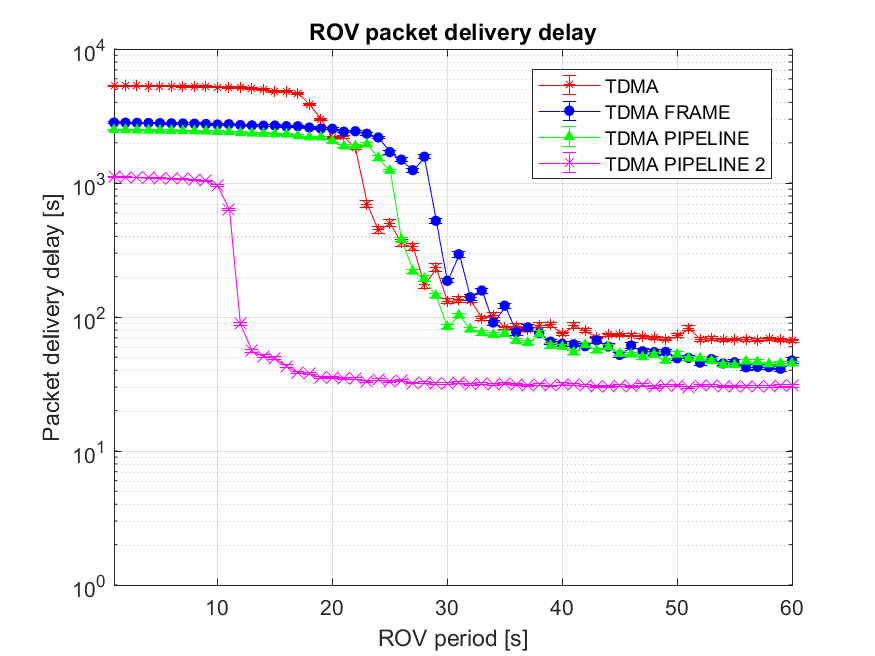 ROV packet delivery delay
10^4
10^3
10^2
10^1
10^0
Packet delivery delay [s]
TDMA
TDMA FRAME
TDMA PIPELINE
TDMA PIPELINE 2
10 20 30 40 50 60
ROV period [s]